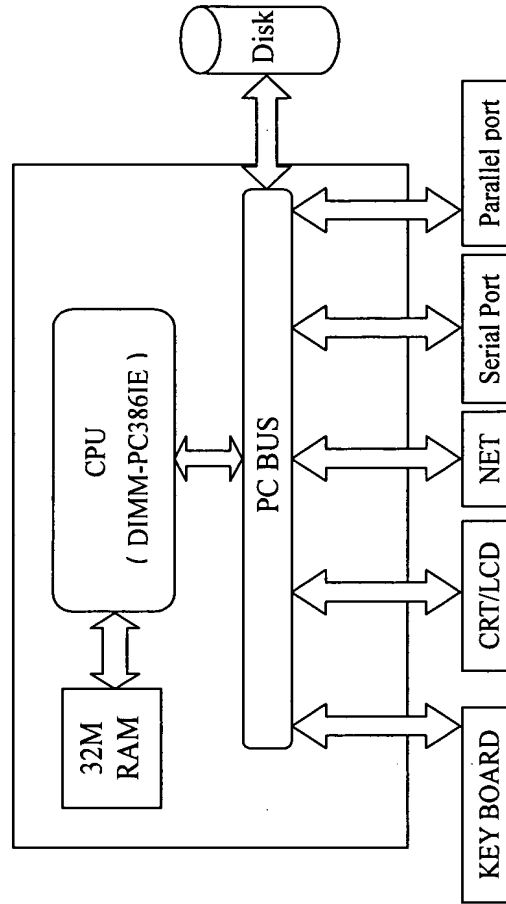 32M
RAM
CPU
( DIMM-PC386IE )
PC BUS
Disk
KEY BOARD
CRT/LCD
NET
Serial Port
Parallel port